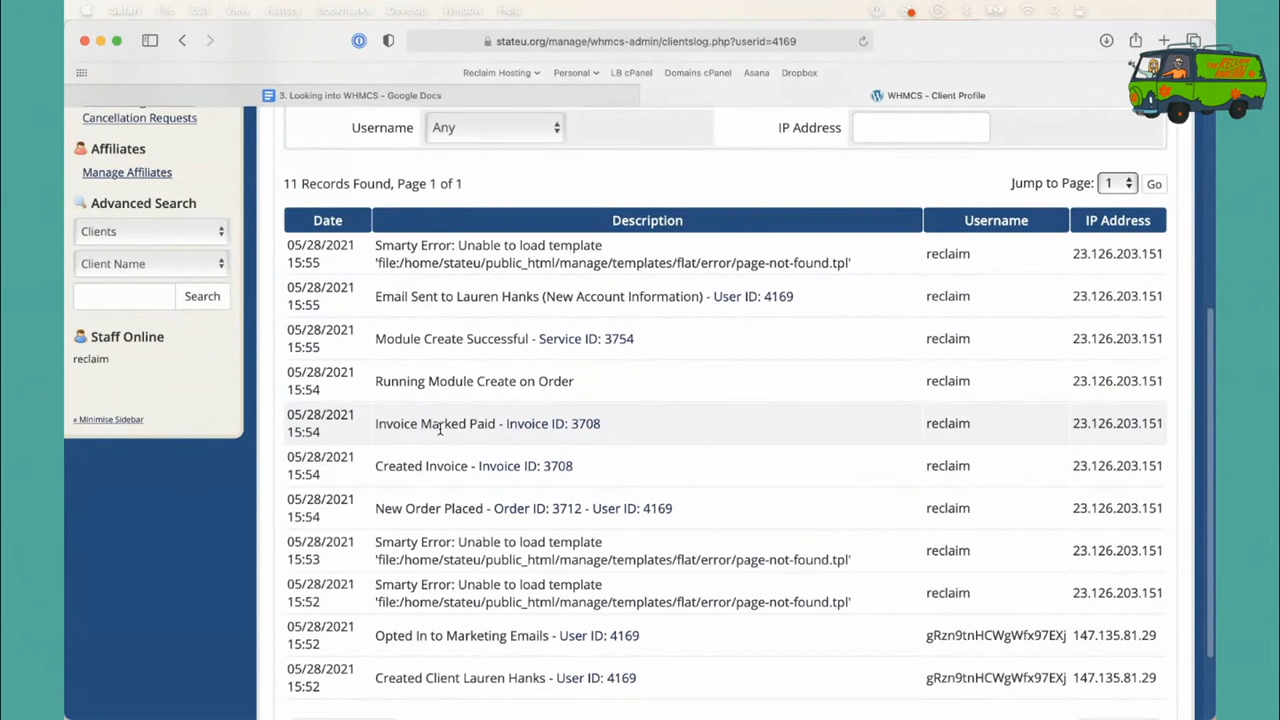 Safari File Edit View History Bookmarks Develop Window Help
stateu.org/manage/whmcs-admin/clientslog.php?userid=4169
Reclaim Hosting Personal LB cPanel Domains cPanel Asana Dropbox
3. Looking into WHMCS - Google Docs
WHMCS - Client Profile
Cancellation Requests
Affiliates
Manage Affiliates
Advanced Search
Clients
Client Name
Search
Staff Online
reclaim
« Minimise Sidebar
Username Any IP Address
11 Records Found, Page 1 of 1 Jump to Page: 1 Go
Date Description Username IP Address
05/28/2021 15:55 Smarty Error: Unable to load template 'file:/home/stateu/public_html/manage/templates/flat/error/page-not-found.tpl' reclaim 23.126.203.151
05/28/2021 15:55 Email Sent to Lauren Hanks (New Account Information) - User ID: 4169 reclaim 23.126.203.151
05/28/2021 15:55 Module Create Successful - Service ID: 3754 reclaim 23.126.203.151
05/28/2021 15:54 Running Module Create on Order reclaim 23.126.203.151
05/28/2021 15:54 Invoice Marked Paid - Invoice ID: 3708 reclaim 23.126.203.151
05/28/2021 15:54 Created Invoice - Invoice ID: 3708 reclaim 23.126.203.151
05/28/2021 15:54 New Order Placed - Order ID: 3712 - User ID: 4169 reclaim 23.126.203.151
05/28/2021 15:53 Smarty Error: Unable to load template 'file:/home/stateu/public_html/manage/templates/flat/error/page-not-found.tpl' reclaim 23.126.203.151
05/28/2021 15:52 Smarty Error: Unable to load template 'file:/home/stateu/public_html/manage/templates/flat/error/page-not-found.tpl' reclaim 23.126.203.151
05/28/2021 15:52 Opted In to Marketing Emails - User ID: 4169 gRzn9tnHCWgWfx97EXj 147.135.81.29
05/28/2021 15:52 Created Client Lauren Hanks - User ID: 4169 gRzn9tnHCWgWfx97EXj 147.135.81.29